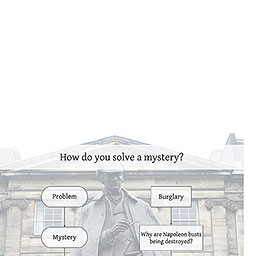 How do you solve a mystery?
Problem
Burglary
Mystery
Why are Napoleon busts
being destroyed?